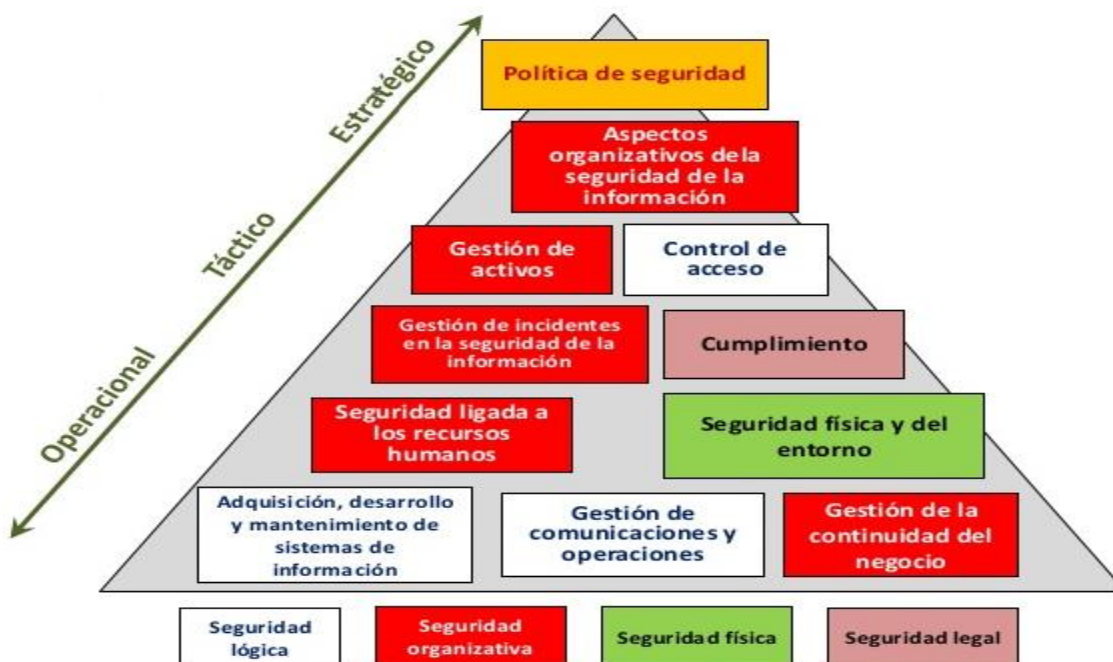 Estratégico
Táctico
Operacional
Política de seguridad
Aspectos
organizativos dela
seguridad de la
información
Gestión de
activos
Control de
acceso
Gestión de incidentes
en la seguridad de la
información
Cumplimiento
Seguridad ligada a
los recursos
humanos
Seguridad física y del
entorno
Adquisición, desarrollo
y mantenimiento de
sistemas de
información
Gestión de
comunicaciones y
operaciones
Gestión de la
continuidad del
negocio
Seguridad
lógica
Seguridad
organizativa
Seguridad física
Seguridad legal